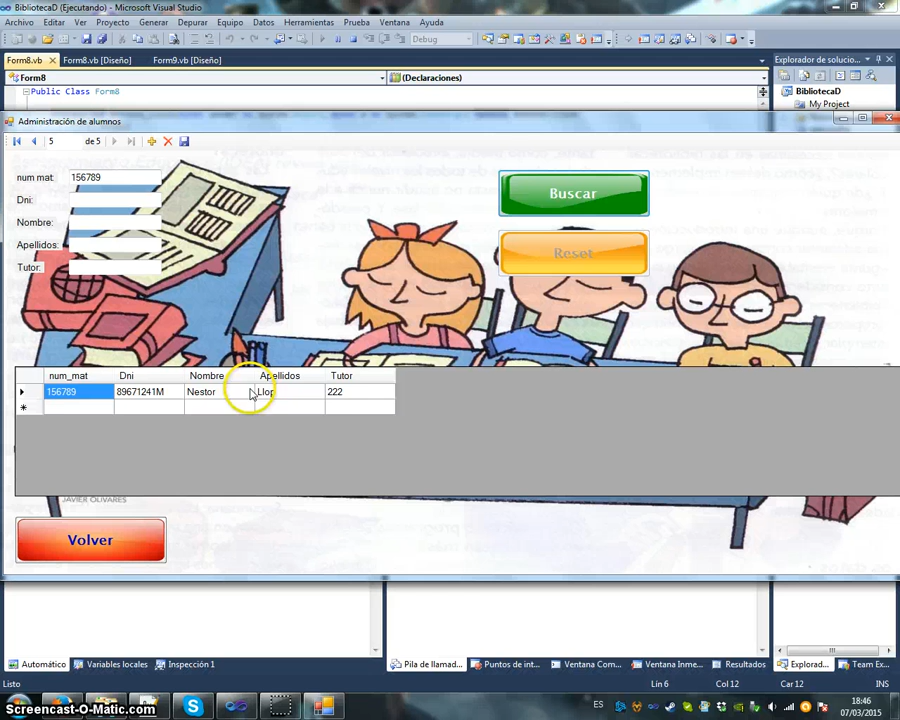 BibliotecaD (Ejecutando) - Microsoft Visual Studio
Archivo Editar Ver Proyecto Generar Depurar Equipo Datos Herramientas Prueba Ventana Ayuda
Debug
Form8.vb Form8.vb [Diseño] Form9.vb [Diseño]
Explorador de solucio...
Form8 (Declaraciones)
Public Class Form8
BibliotecaD
My Project
Administración de alumnos
5 de 5
num mat: 156789
Buscar
Dni:
Nombre:
Apellidos:
Reset
Tutor:
num_mat Dni Nombre Apellidos Tutor
156789 89671241M Nestor Llop 222
JAVIER OLIVARES
Volver
Automático Variables locales Inspección 1
Pila de llamad... Puntos de int... Ventana Com... Ventana Inme... Resultados
Explorad... Team Ex...
Listo Lín 6 Col 12 Car 12 INS
ES
18:46
07/03/2015
Screencast-O-Matic.com